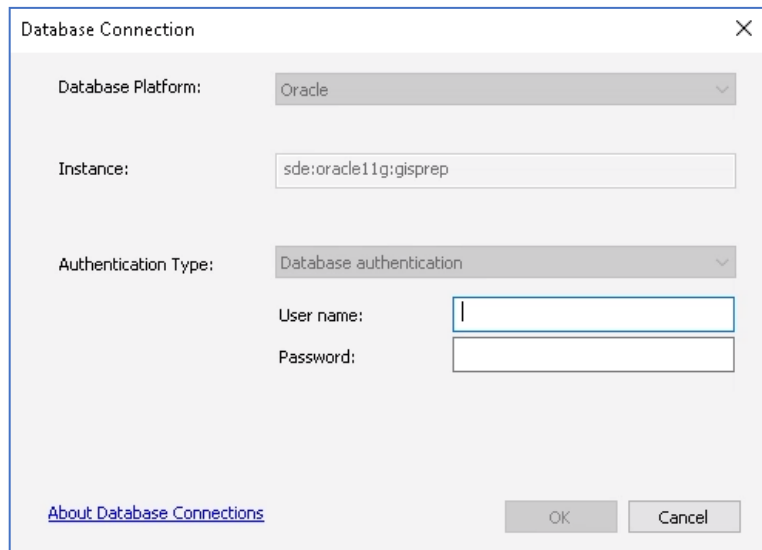 Database Connection
Database Platform: Oracle
Instance: sde:oracle11g:gisprep
Authentication Type: Database authentication
User name:
Password:
About Database Connections OK Cancel